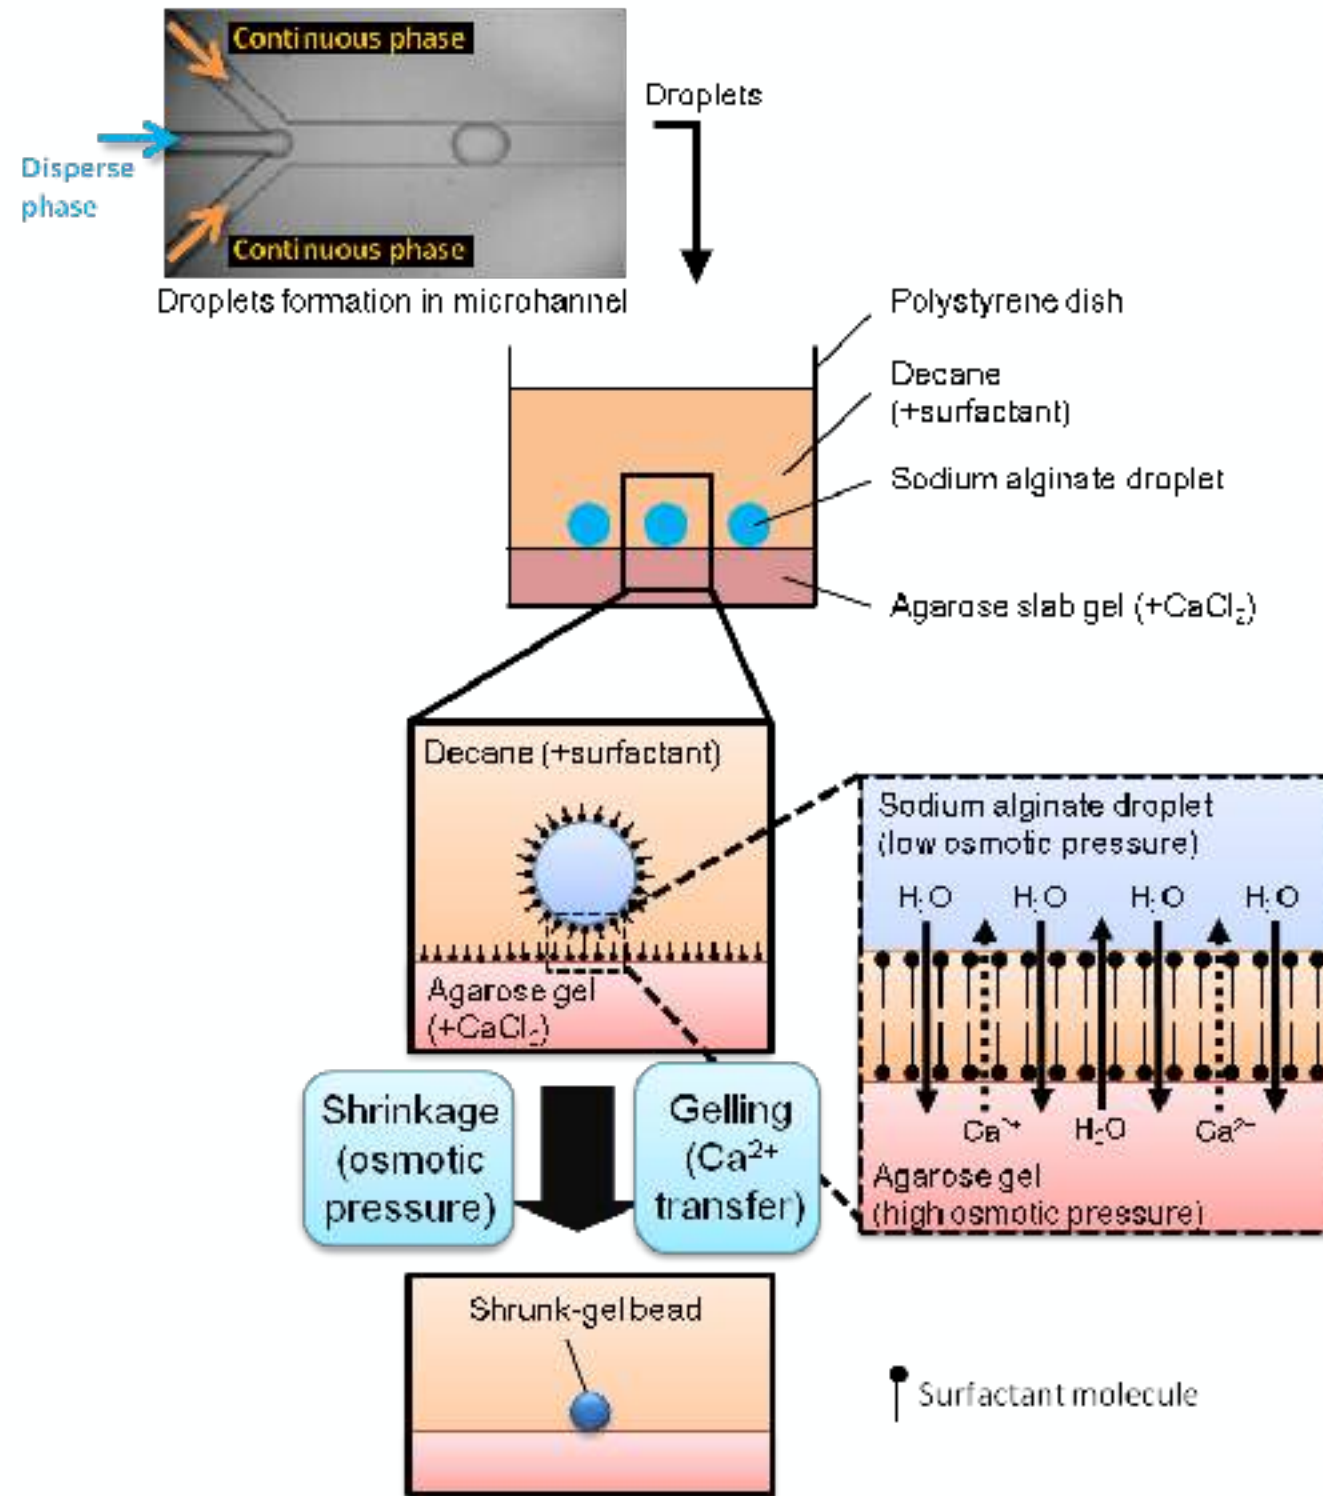 Continuous phase
Disperse
phase
Continuous phase
Droplets formation in microhannel
Droplets
Polystyrene dish
Decane
(+surfactant)
Sodium alginate droplet
Agarose slab gel (+CaCl₂)
Decane (+surfactant)
Agarose gel
(+CaCl₂)
Sodium alginate droplet
(low osmotic pressure)
H₂O H₂O H₂O H₂O
Ca²⁺ H₂O Ca²⁺
Agarose gel
(high osmotic pressure)
Shrinkage
(osmotic
pressure)
Gelling
(Ca²⁺
transfer)
Shrunk-gel bead
Surfactant molecule